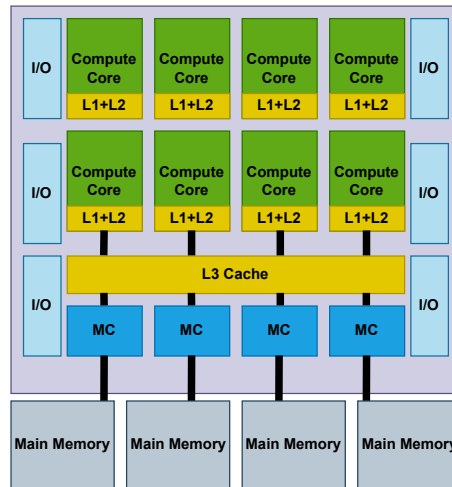 I/O
Compute
Core
Compute
Core
Compute
Core
Compute
Core
I/O
L1+L2
L1+L2
L1+L2
L1+L2
I/O
Compute
Core
Compute
Core
Compute
Core
Compute
Core
I/O
L1+L2
L1+L2
L1+L2
L1+L2
L3 Cache
I/O
MC
MC
MC
MC
I/O
Main Memory
Main Memory
Main Memory
Main Memory